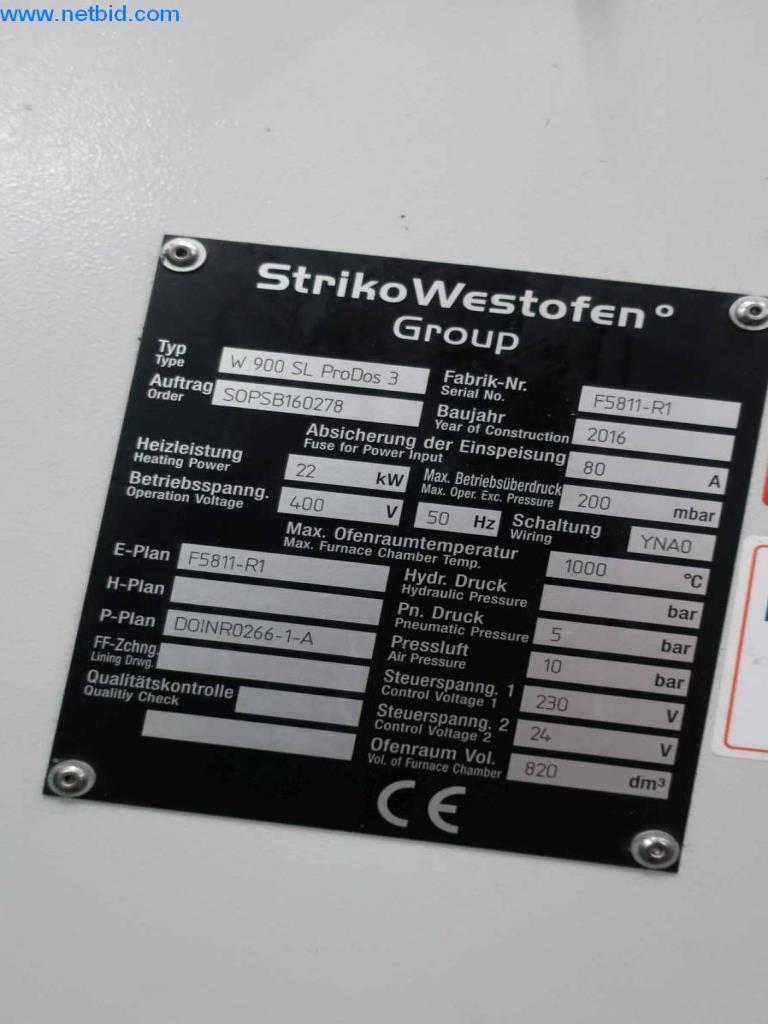 www.netbid.com
StrikoWestofen°
Group
Typ
Type
W 900 SL ProDos 3
Fabrik-Nr.
Serial No.
F5811-R1
Auftrag
Order
SOPSB160278
Baujahr
Year of Construction
2016
Absicherung der Einspeisung
Fuse for Power Input
80 A
Heizleistung
Heating Power
22 kW
Max. Betriebsüberdruck
Max. Oper. Exc. Pressure
200 mbar
Betriebsspanng.
Operation Voltage
400 V
50 Hz
Schaltung
Wiring
YNA0
Max. Ofenraumtemperatur
Max. Furnace Chamber Temp.
1000 °C
E-Plan
F5811-R1
Hydr. Druck
Hydraulic Pressure
bar
H-Plan
Pn. Druck
Pneumatic Pressure
5 bar
P-Plan
DOINR0266-1-A
Pressluft
Air Pressure
10 bar
FF-Zchng.
Lining Drwg.
Steuerspanng. 1
Control Voltage 1
230 V
Qualitätskontrolle
Qualitiy Check
Steuerspanng. 2
Control Voltage 2
24 V
Ofenraum Vol.
Vol. of Furnace Chamber
820 dm³
CE